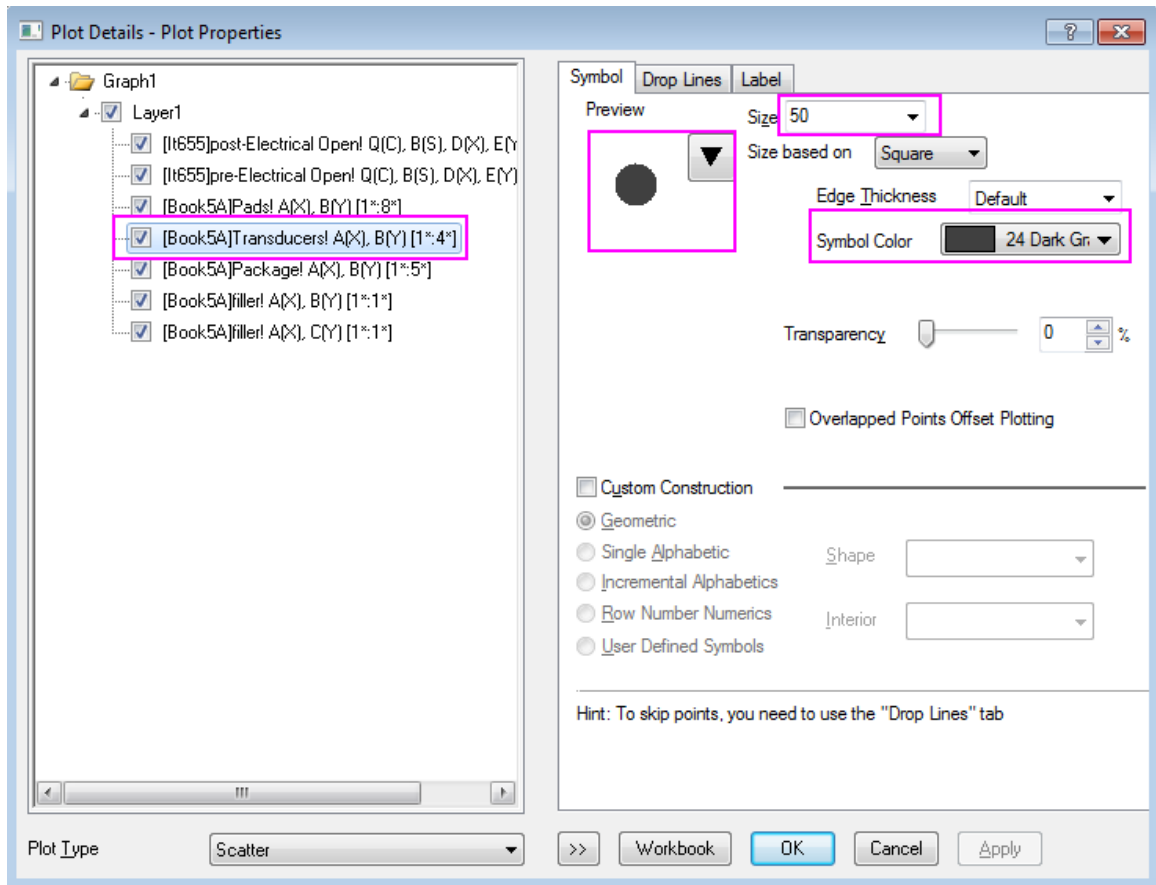 Plot Details - Plot Properties
Graph1
Layer1
[lt655]post-Electrical Open! Q(C), B(S), D(X), E(Y
[lt655]pre-Electrical Open! Q(C), B(S), D(X), E(Y)
[Book5A]Pads! A(X), B(Y) [1*:8*]
[Book5A]Transducers! A(X), B(Y) [1*:4*]
[Book5A]Package! A(X), B(Y) [1*:5*]
[Book5A]filler! A(X), B(Y) [1*:1*]
[Book5A]filler! A(X), C(Y) [1*:1*]
Symbol Drop Lines Label
Preview
Size 50
Size based on Square
Edge Thickness Default
Symbol Color 24 Dark Gr
Transparency 0 %
Overlapped Points Offset Plotting
Custom Construction
Geometric
Single Alphabetic
Shape
Incremental Alphabetics
Row Number Numerics
Interior
User Defined Symbols
Hint: To skip points, you need to use the "Drop Lines" tab
Plot Type Scatter >> Workbook OK Cancel Apply